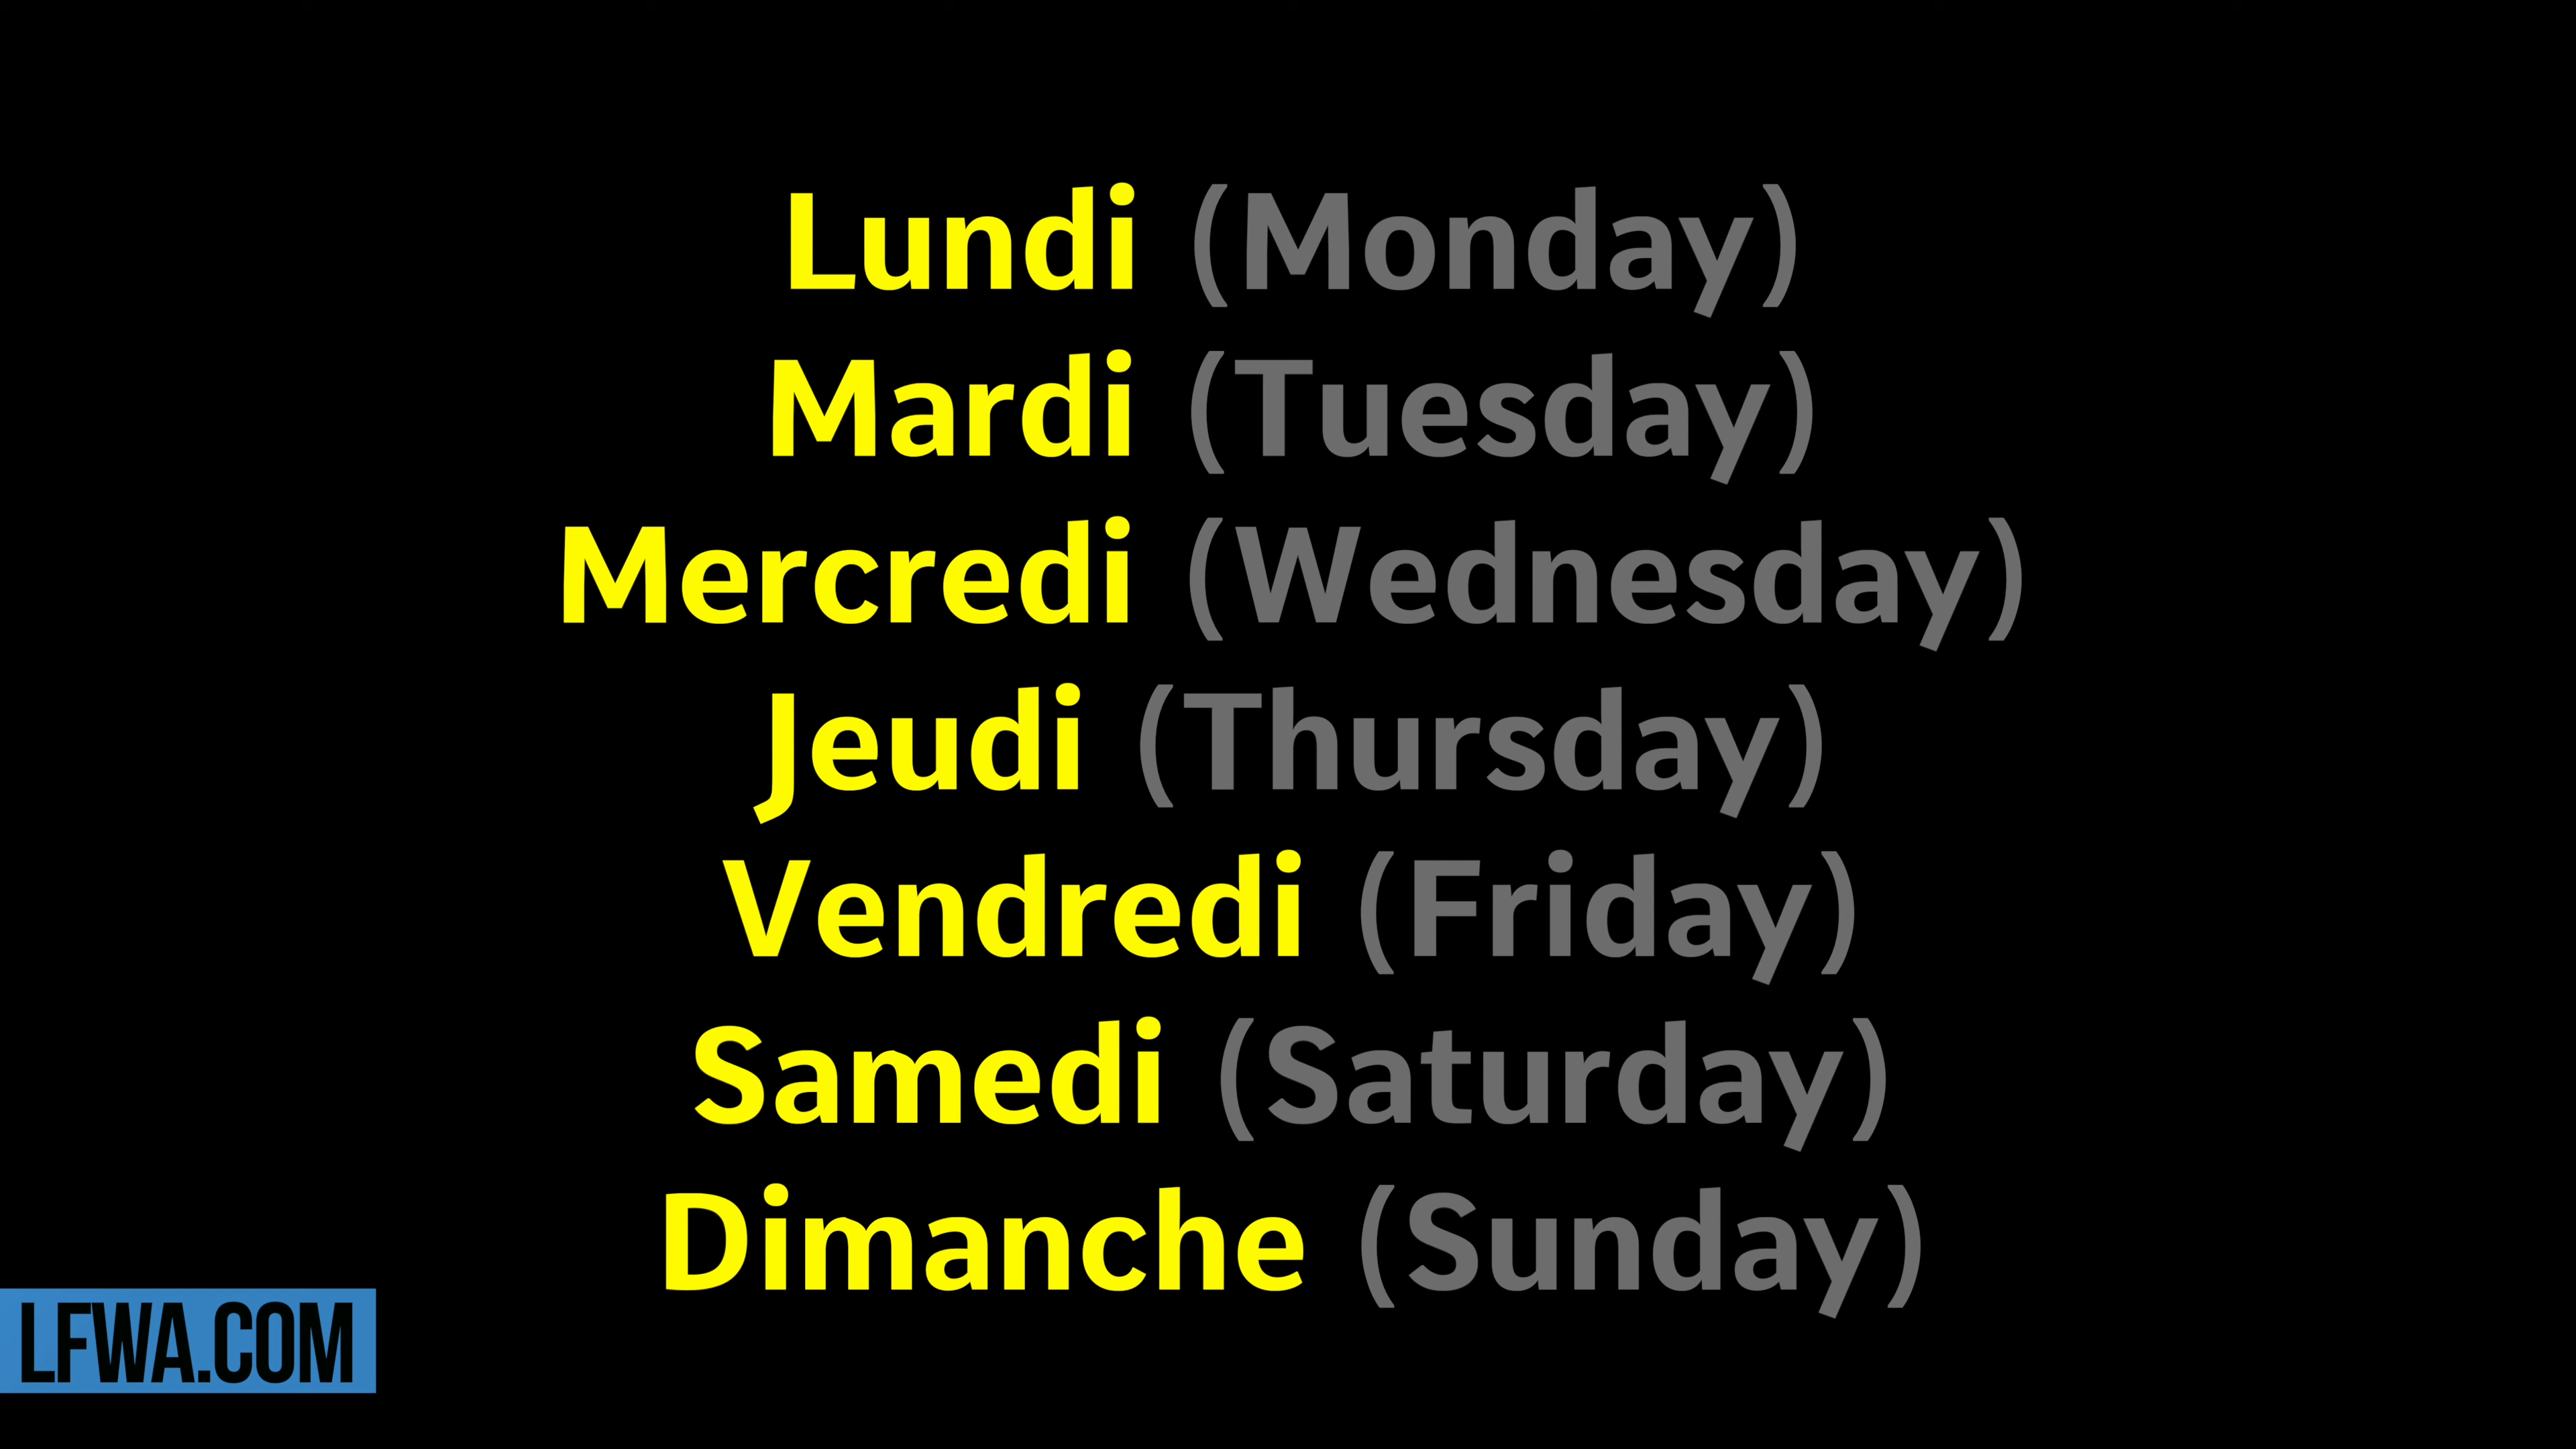 Lundi (Monday)
Mardi (Tuesday)
Mercredi (Wednesday)
Jeudi (Thursday)
Vendredi (Friday)
Samedi (Saturday)
Dimanche (Sunday)
LFWA.COM